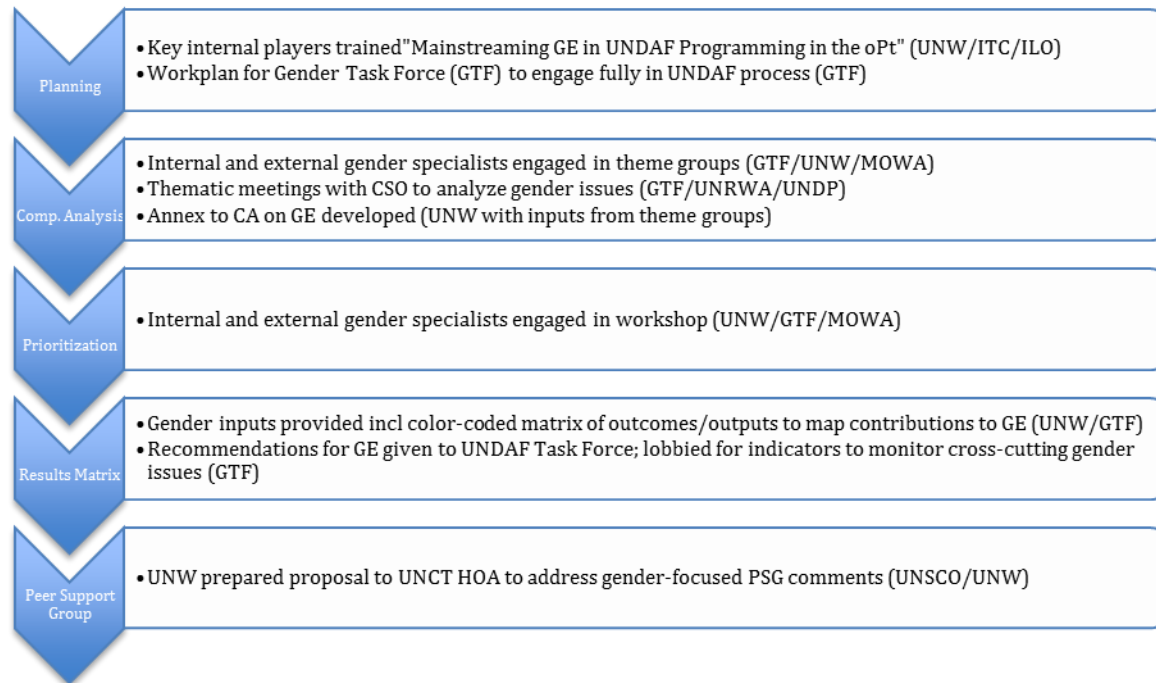 Planning
•Key internal players trained"Mainstreaming GE in UNDAF Programming in the oPt" (UNW/ITC/ILO)
•Workplan for Gender Task Force (GTF) to engage fully in UNDAF process (GTF)
Comp. Analysis
•Internal and external gender specialists engaged in theme groups (GTF/UNW/MOWA)
•Thematic meetings with CSO to analyze gender issues (GTF/UNRWA/UNDP)
•Annex to CA on GE developed (UNW with inputs from theme groups)
Prioritization
•Internal and external gender specialists engaged in workshop (UNW/GTF/MOWA)
Results Matrix
•Gender inputs provided incl color-coded matrix of outcomes/outputs to map contributions to GE (UNW/GTF)
•Recommendations for GE given to UNDAF Task Force; lobbied for indicators to monitor cross-cutting gender
issues (GTF)
Peer Support
Group
•UNW prepared proposal to UNCT HOA to address gender-focused PSG comments (UNSCO/UNW)